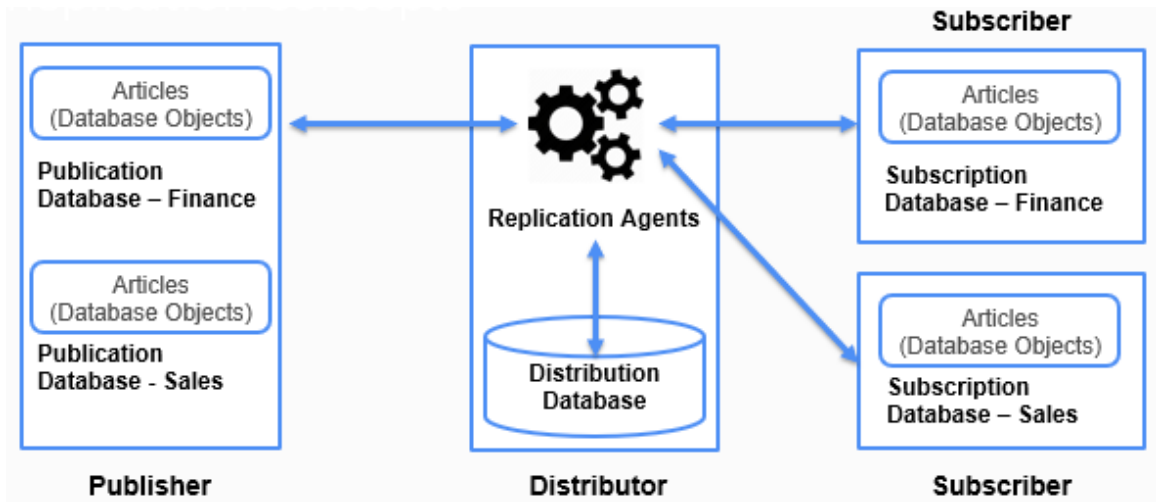 Subscriber
Articles
(Database Objects)
Publication
Database – Finance
Articles
(Database Objects)
Publication
Database - Sales
Publisher
Replication Agents
Distribution
Database
Distributor
Articles
(Database Objects)
Subscription
Database – Finance
Articles
(Database Objects)
Subscription
Database – Sales
Subscriber